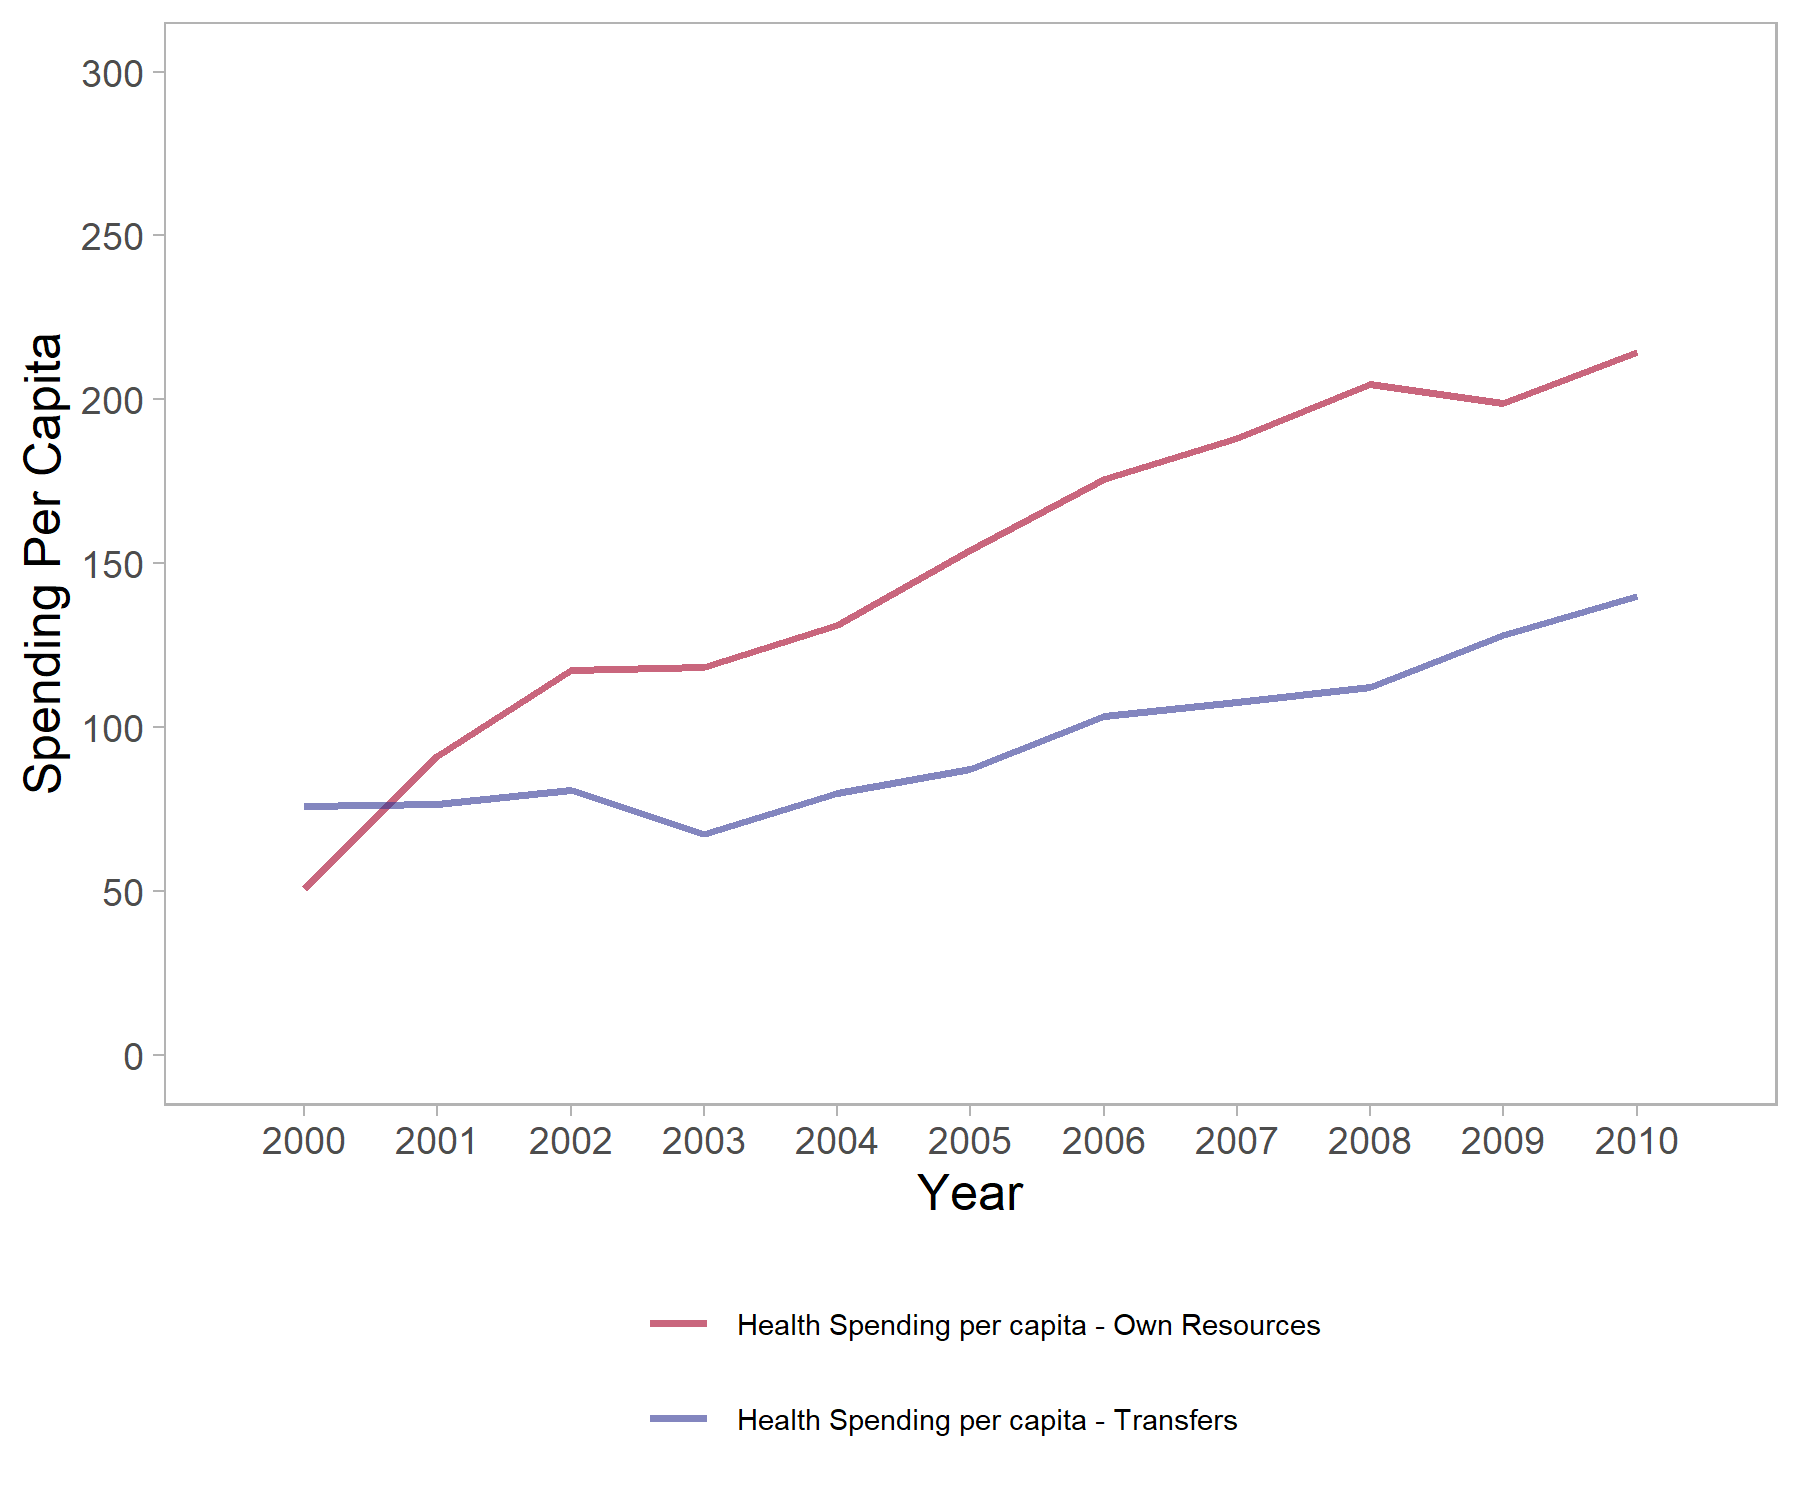 300
250
200
150
100
50
0
Spending Per Capita
2000 2001 2002 2003 2004 2005 2006 2007 2008 2009 2010
Year
Health Spending per capita - Own Resources
Health Spending per capita - Transfers